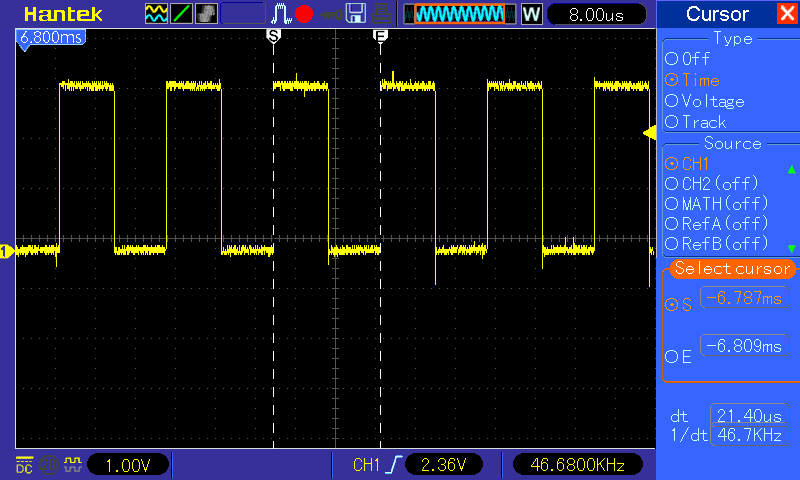 Hantek W 8.00us Cursor
6.800ms S E
Type
Off
Time
Voltage
Track
Source
CH1
CH2(off)
MATH(off)
RefA(off)
RefB(off)
1
Select cursor
S -6.787ms
E -6.809ms
dt 21.40us
1/dt 46.7KHz
DC 1.00V CH1 2.36V 46.6800KHz